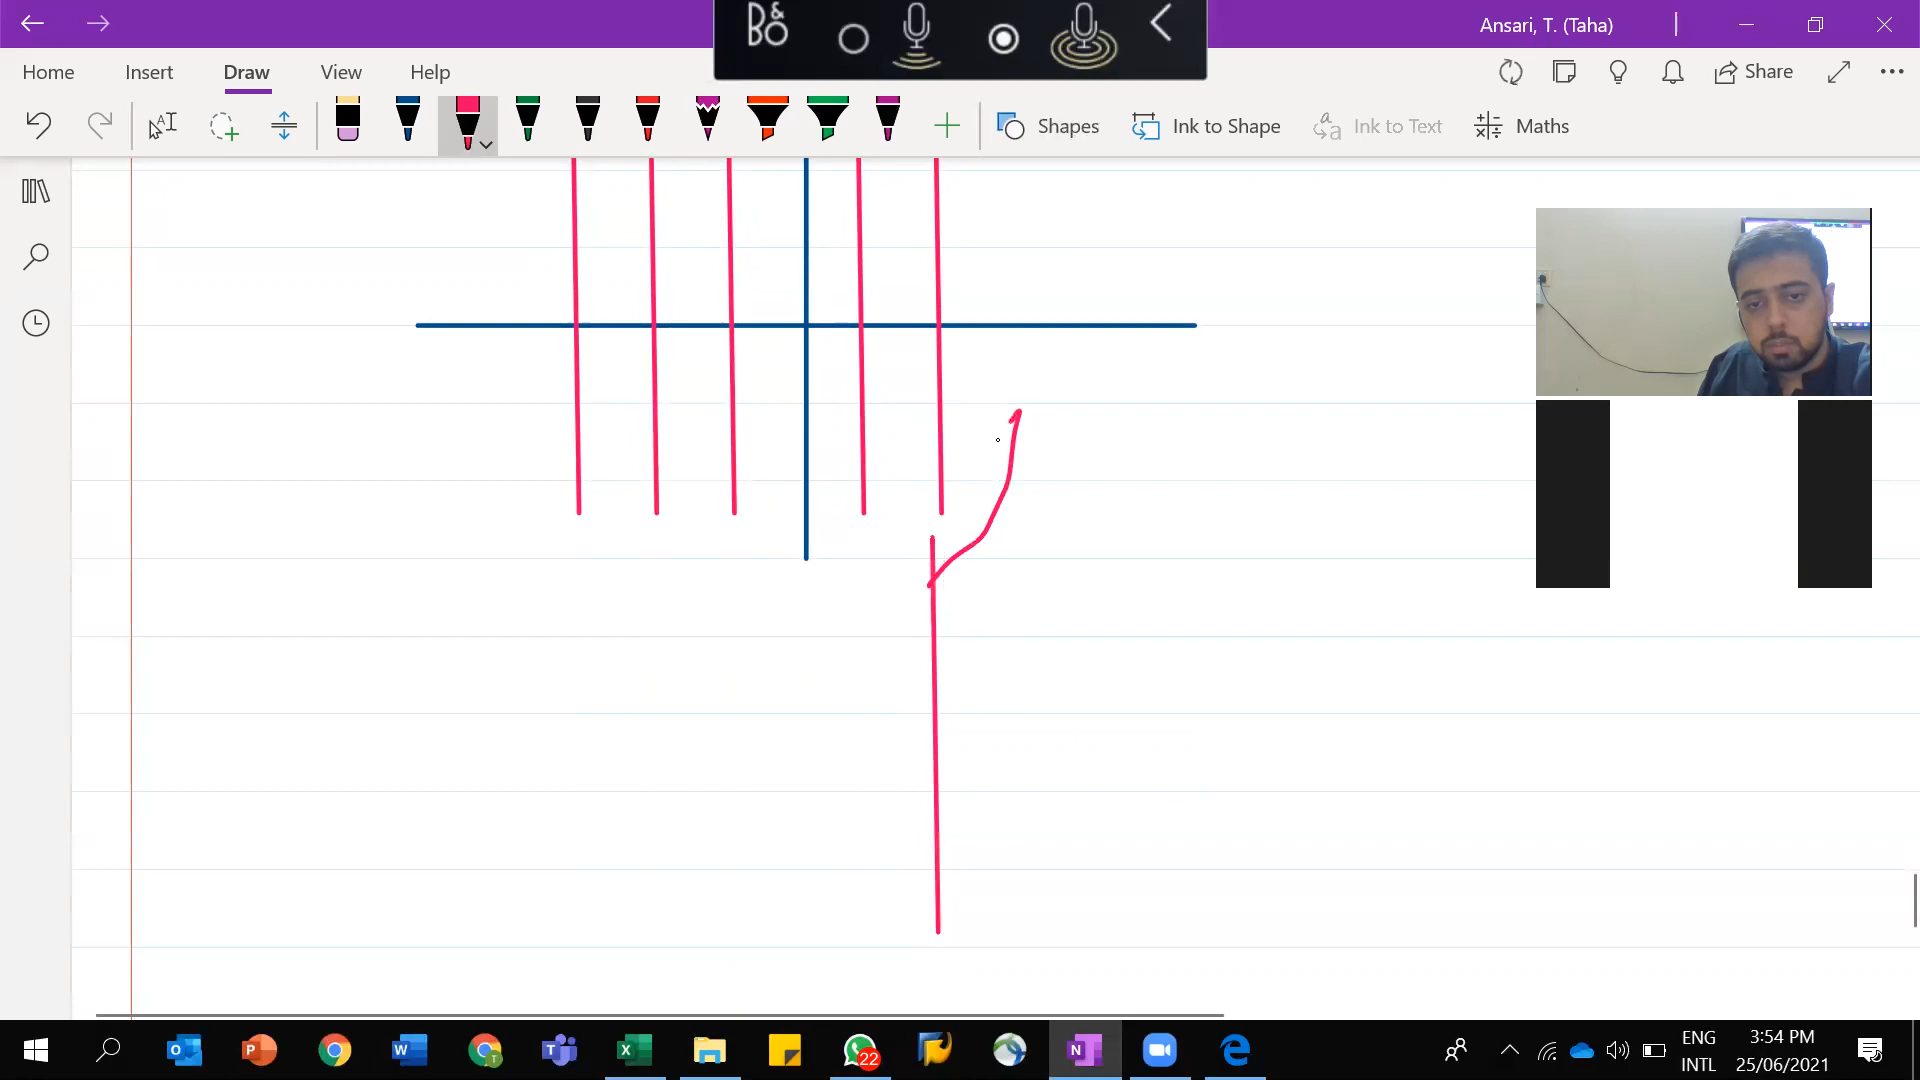 B&O
Ansari, T. (Taha)
Home Insert Draw View Help
Share
AI
Shapes
Ink to Shape
a a Ink to Text
Maths
22
ENG
INTL
3:54 PM
25/06/2021